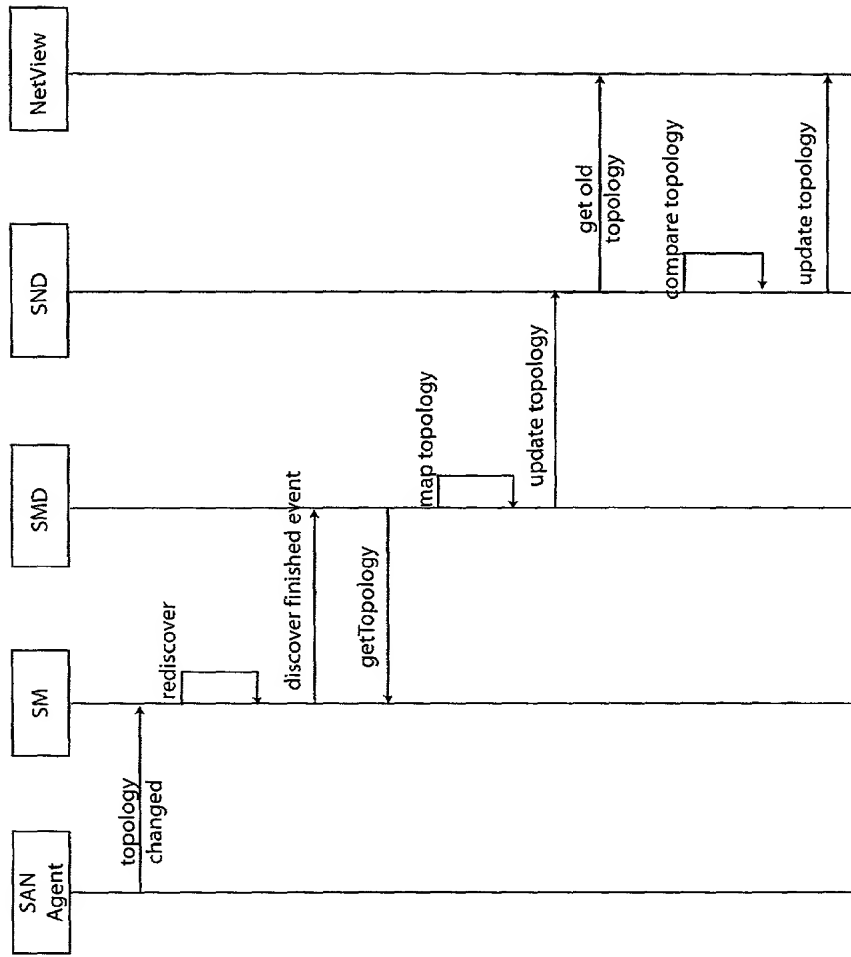 SAN
Agent
SM
SMD
SND
NetView
topology
changed
rediscover
discover finished event
getTopology
map topology
update topology
get old
topology
compare topology
update topology